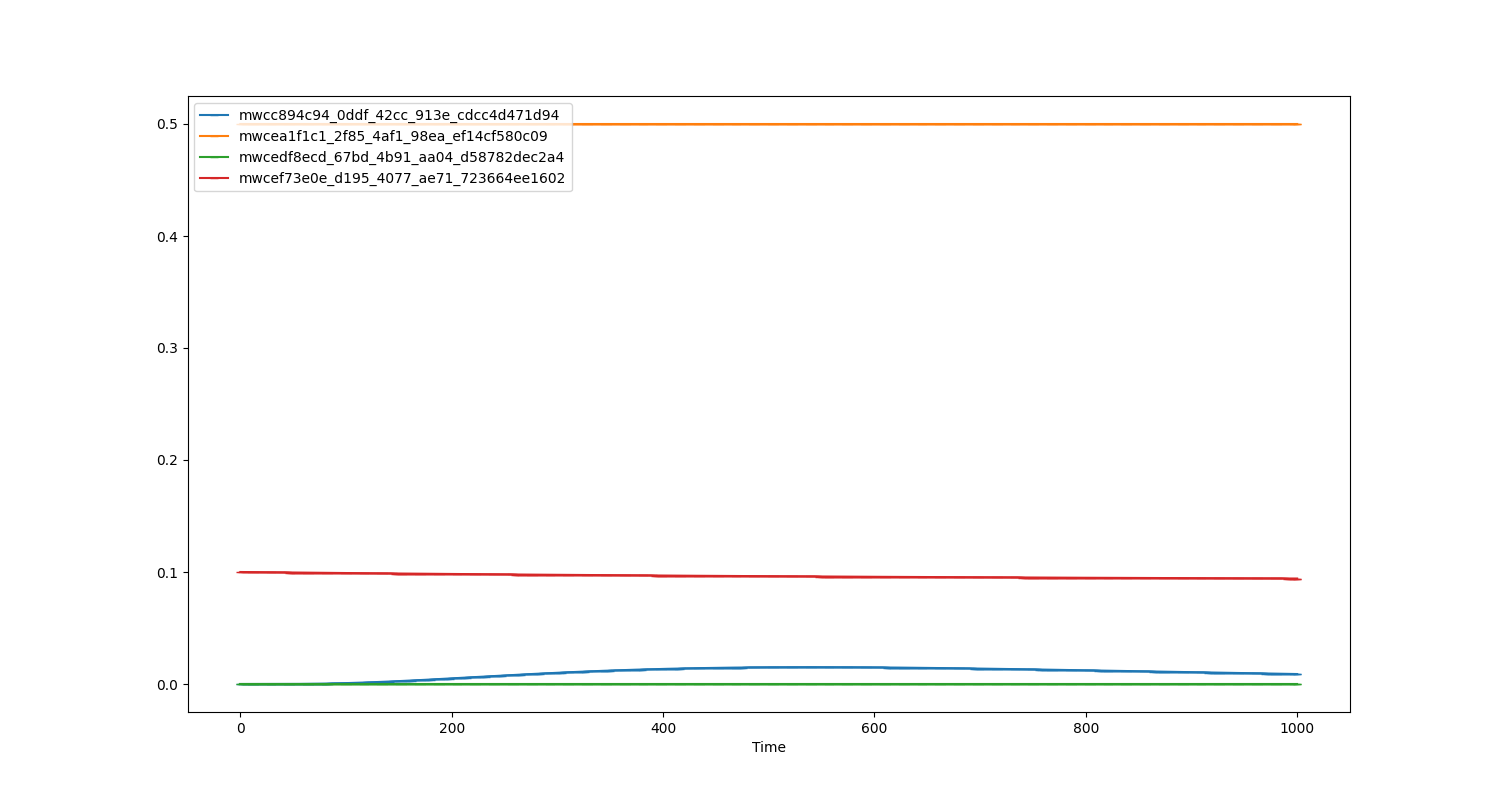 mwcc894c94_0ddf_42cc_913e_cdcc4d471d94
mwcea1f1c1_2f85_4af1_98ea_ef14cf580c09
mwcedf8ecd_67bd_4b91_aa04_d58782dec2a4
mwcef73e0e_d195_4077_ae71_723664ee1602
0.5
0.4
0.3
0.2
0.1
0.0
0 200 400 600 800 1000
Time